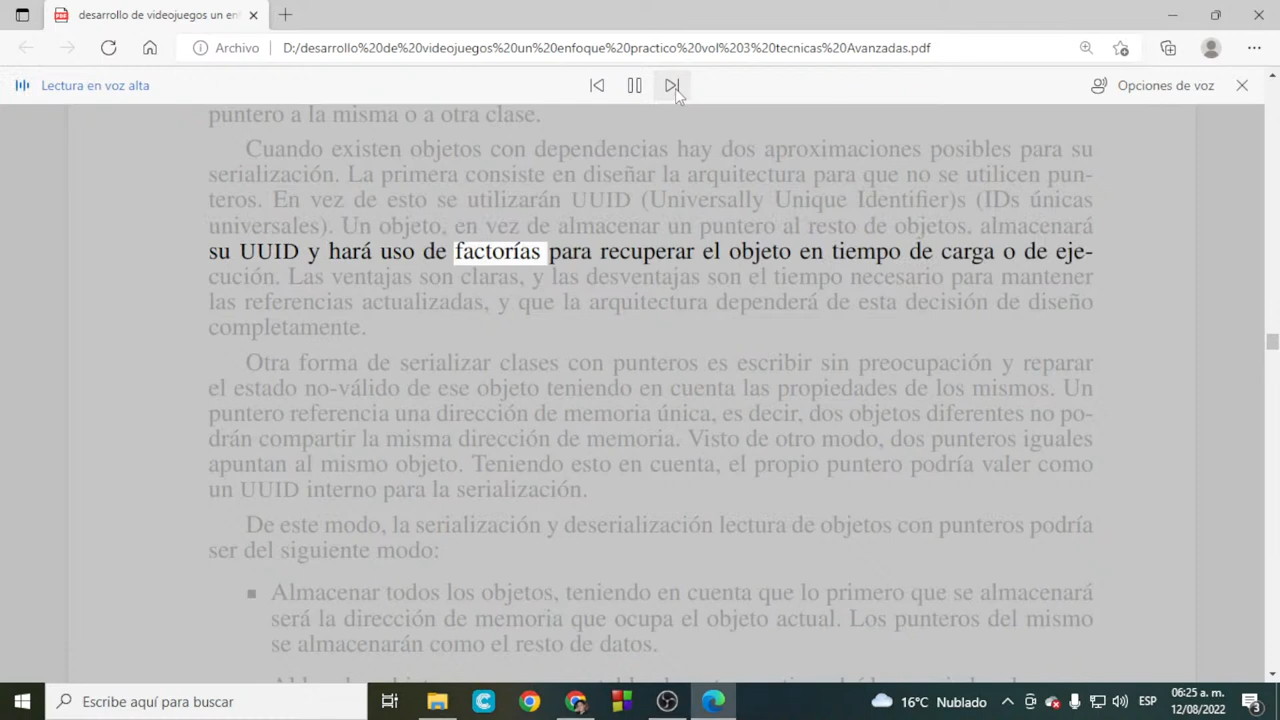 desarrollo de videojuegos un en
Archivo
D:/desarrollo%20de%20videojuegos%20un%20enfoque%20practico%20vol%203%20tecnicas%20Avanzadas.pdf
Lectura en voz alta
Opciones de voz
puntero a la misma o a otra clase.
Cuando existen objetos con dependencias hay dos aproximaciones posibles para su
serialización. La primera consiste en diseñar la arquitectura para que no se utilicen pun-
teros. En vez de esto se utilizarán UUID (Universally Unique Identifier)s (IDs únicas
universales). Un objeto, en vez de almacenar un puntero al resto de objetos, almacenará
su UUID y hará uso de factorías para recuperar el objeto en tiempo de carga o de eje-
cución. Las ventajas son claras, y las desventajas son el tiempo necesario para mantener
las referencias actualizadas, y que la arquitectura dependerá de esta decisión de diseño
completamente.
Otra forma de serializar clases con punteros es escribir sin preocupación y reparar
el estado no-válido de ese objeto teniendo en cuenta las propiedades de los mismos. Un
puntero referencia una dirección de memoria única, es decir, dos objetos diferentes no po-
drán compartir la misma dirección de memoria. Visto de otro modo, dos punteros iguales
apuntan al mismo objeto. Teniendo esto en cuenta, el propio puntero podría valer como
un UUID interno para la serialización.
De este modo, la serialización y deserialización lectura de objetos con punteros podría
ser del siguiente modo:
Almacenar todos los objetos, teniendo en cuenta que lo primero que se almacenará
será la dirección de memoria que ocupa el objeto actual. Los punteros del mismo
se almacenarán como el resto de datos.
Escribe aquí para buscar
16°C Nublado
ESP
06:25 a. m.
12/08/2022
3